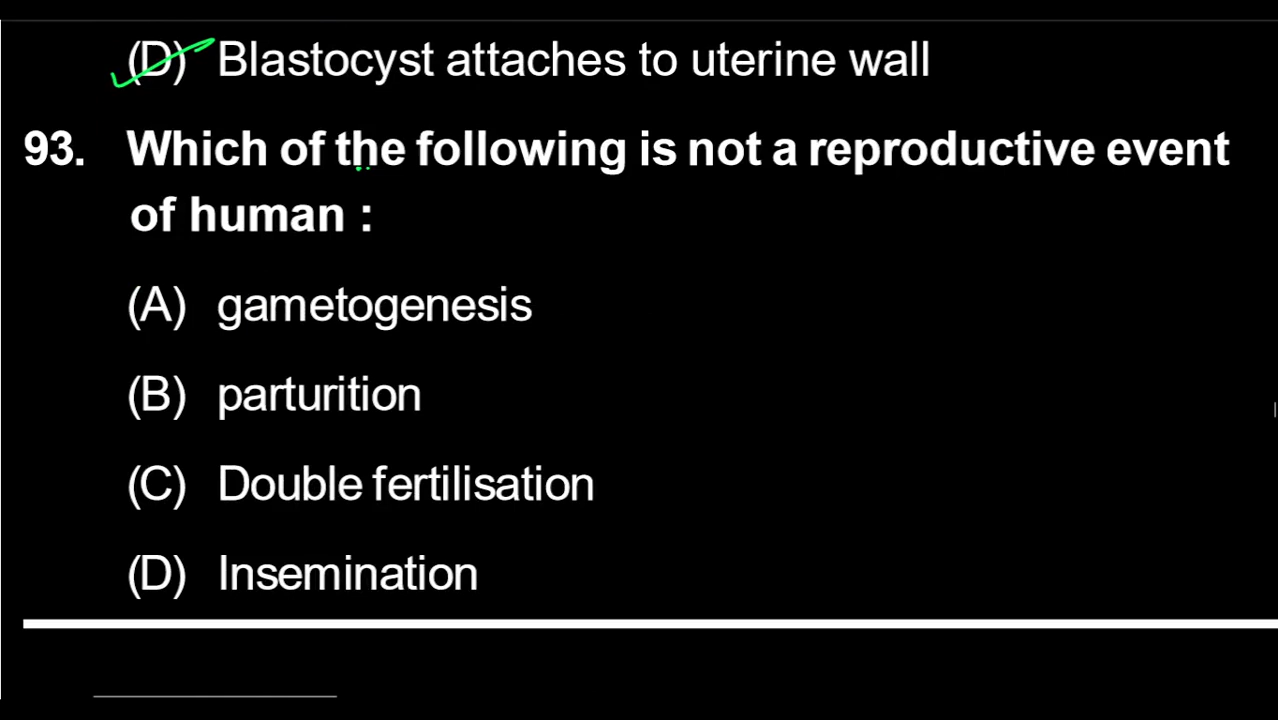 (D) Blastocyst attaches to uterine wall
93. Which of the following is not a reproductive event
of human :
(A) gametogenesis
(B) parturition
(C) Double fertilisation
(D) Insemination